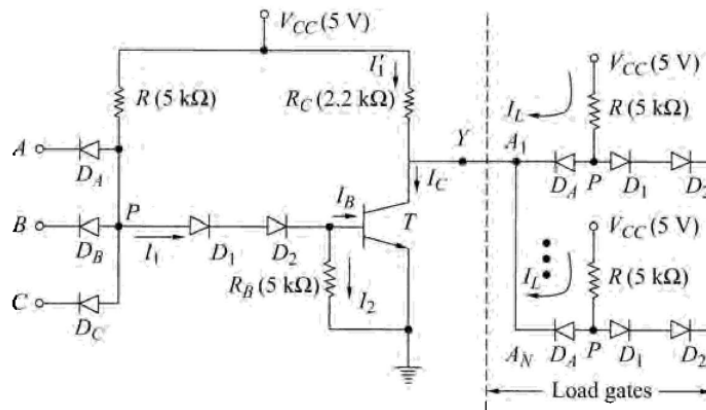 V_CC (5 V)
I'_1
R (5 kΩ)
R_C (2.2 kΩ)
V_CC (5 V)
I_L
R (5 kΩ)
A
D_A
Y
A_1
D_A
P
D_1
D_2
I_C
B
D_B
P
I_1
D_1
D_2
I_B
T
V_CC (5 V)
I_L
R (5 kΩ)
R_B (5 kΩ)
I_2
C
D_C
A_N
D_A
P
D_1
D_2
Load gates